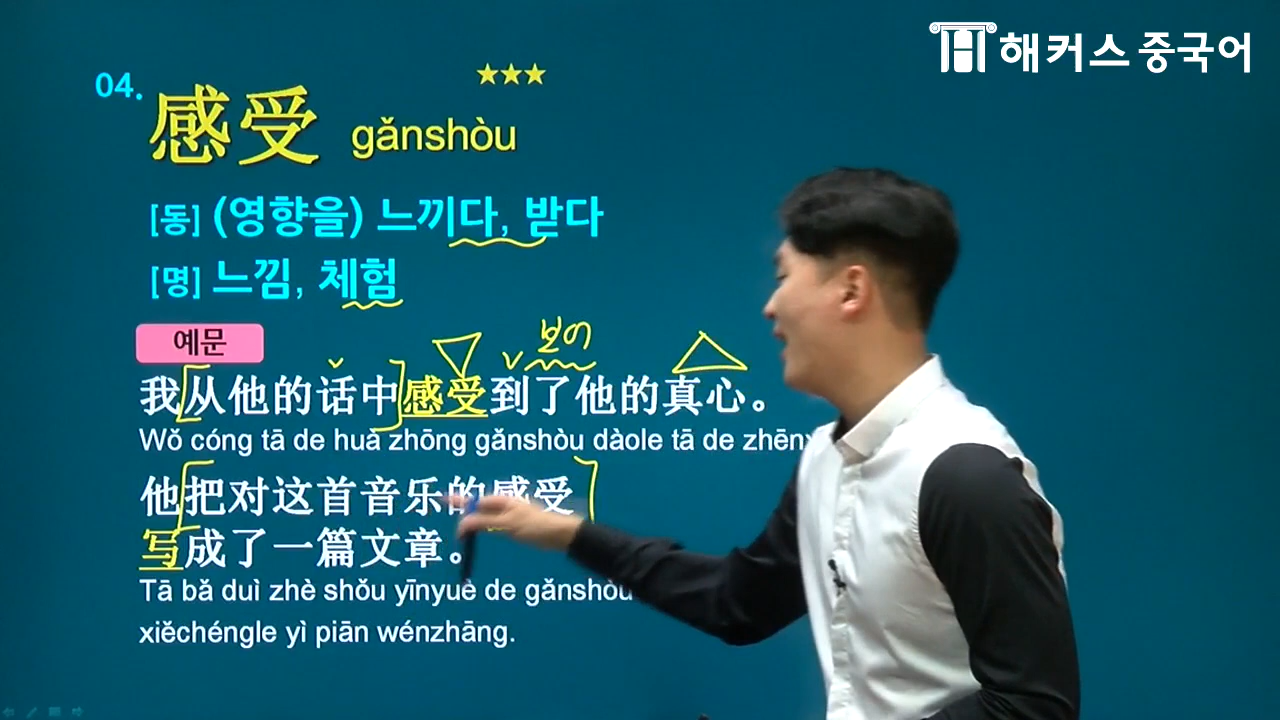 해커스 중국어
04.
★★★
感受 gǎnshòu
[동] (영향을) 느끼다, 받다
[명] 느낌, 체험
예문
보어
我从他的话中感受到了他的真心。
Wǒ cóng tā de huà zhōng gǎnshòu dàole tā de
他把对这首音乐的感受
写成了一篇文章。
Tā bǎ duì zhè shǒu yīnyuè de gǎnshòu
xiěchéngle yì piān wénzhāng.